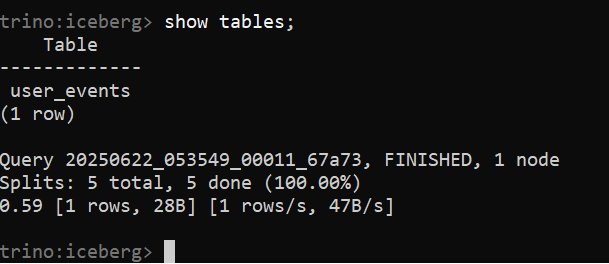 trino:iceberg> show tables;
    Table
-------------
 user_events
(1 row)

Query 20250622_053549_00011_67a73, FINISHED, 1 node
Splits: 5 total, 5 done (100.00%)
0.59 [1 rows, 28B] [1 rows/s, 47B/s]

trino:iceberg>